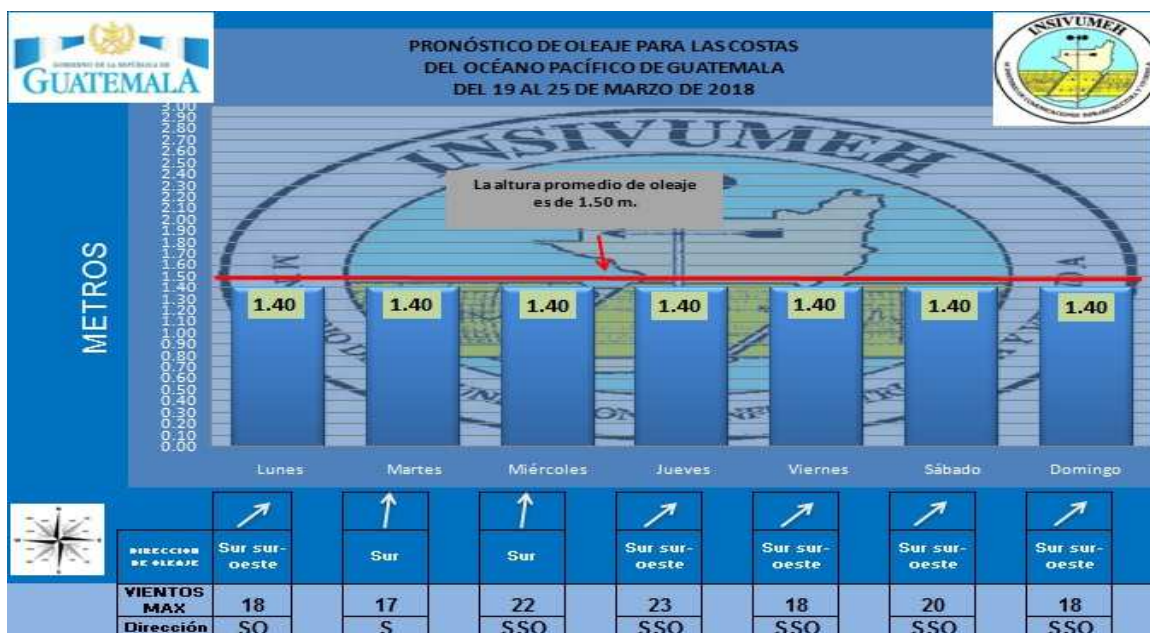 GOBIERNO DE LA REPÚBLICA DE
GUATEMALA
PRONÓSTICO DE OLEAJE PARA LAS COSTAS
DEL OCÉANO PACÍFICO DE GUATEMALA
DEL 19 AL 25 DE MARZO DE 2018
INSIVUMEH
METROS
3.00
2.90
2.80
2.70
2.60
2.50
2.40
2.30
2.20
2.10
2.00
1.90
1.80
1.70
1.60
1.50
1.40
1.30
1.20
1.10
1.00
0.90
0.80
0.70
0.60
0.50
0.40
0.30
0.20
0.10
0.00
INSIVUMEH
La altura promedio de oleaje
es de 1.50 m.
1.40 1.40 1.40 1.40 1.40 1.40 1.40
Lunes Martes Miércoles Jueves Viernes Sábado Domingo
DIRECCION
DE OLEAJE
Sur sur-
oeste
Sur
Sur
Sur sur-
oeste
Sur sur-
oeste
Sur sur-
oeste
Sur sur-
oeste
VIENTOS
MAX
18 17 22 23 18 20 18
Dirección SO S SSO SSO SSO SSO SSO